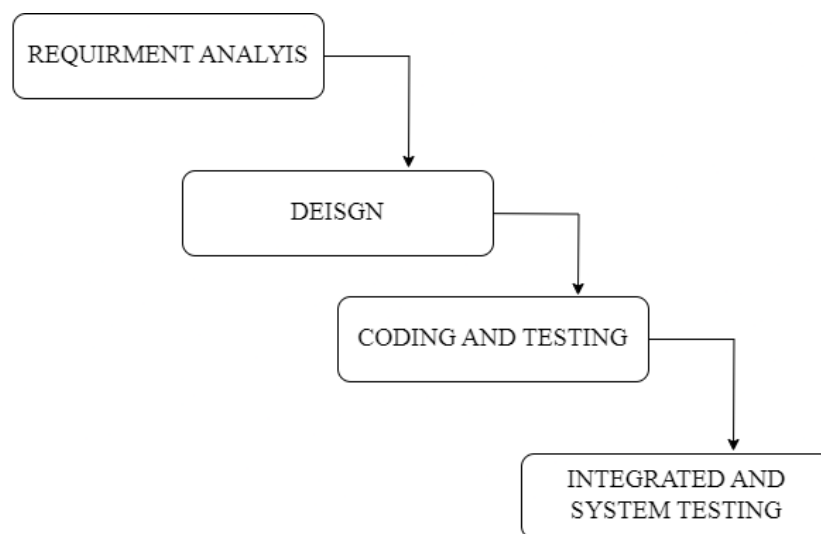 REQUIRMENT ANALYIS
DEISGN
CODING AND TESTING
INTEGRATED AND
SYSTEM TESTING